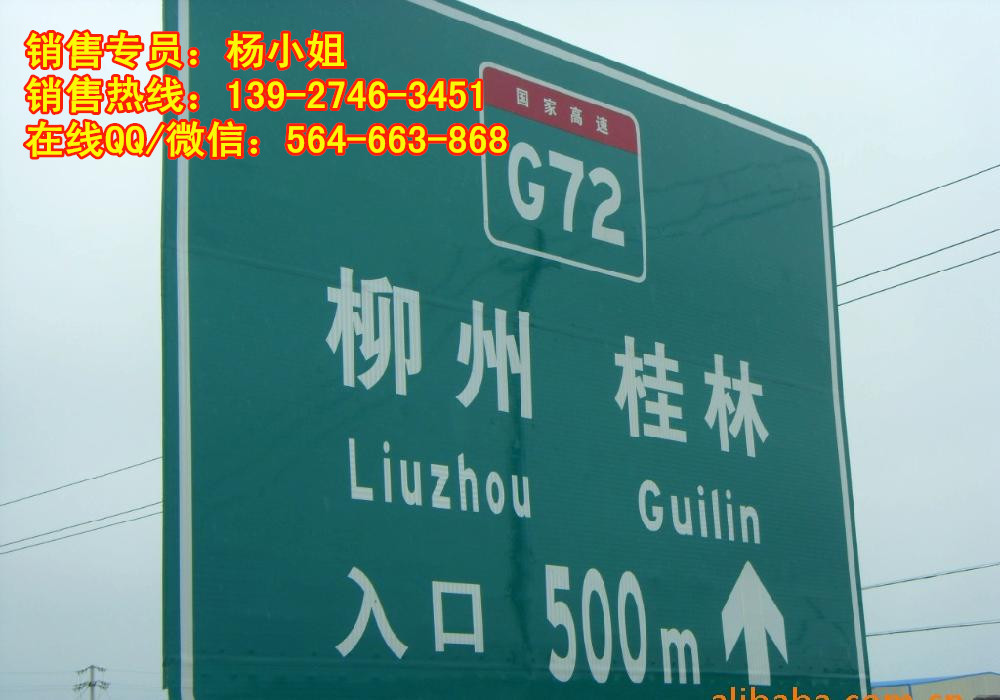 销售专员：杨小姐
销售热线：139-2746-3451
在线QQ/微信：564-663-868
国家高速
G72
柳州 桂林
Liuzhou Guilin
入口 500m